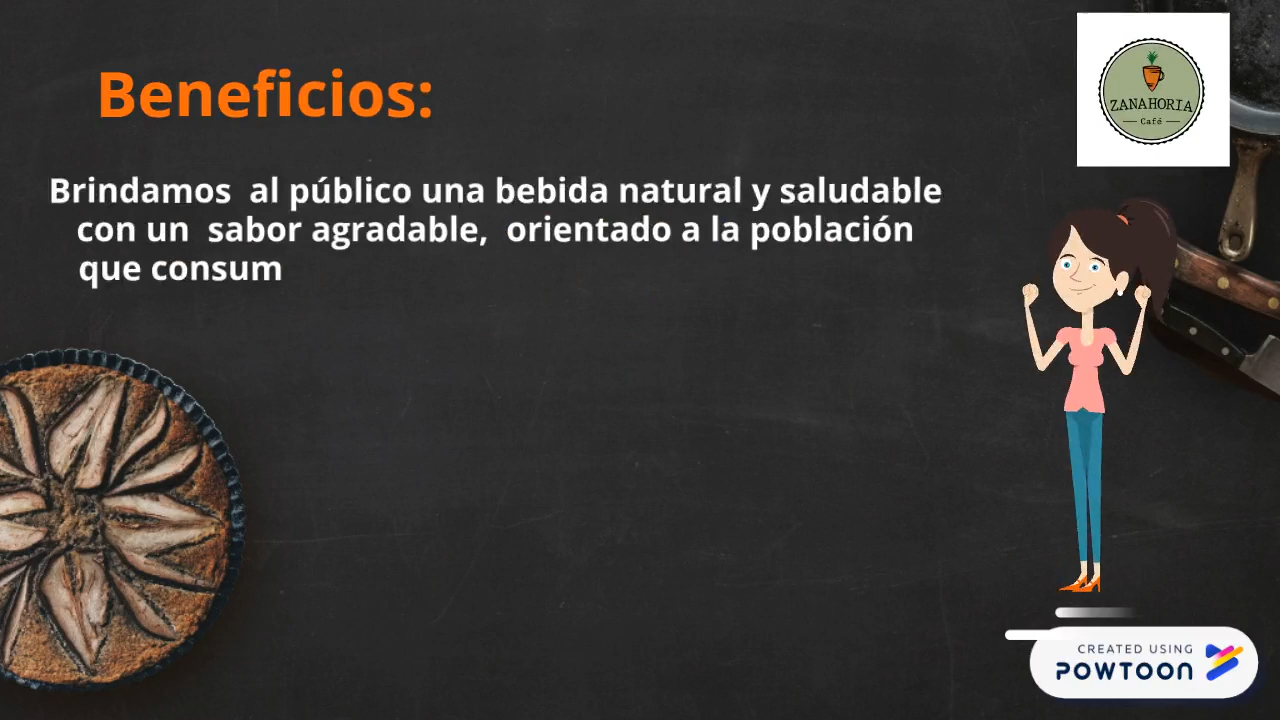 Beneficios:
Brindamos al público una bebida natural y saludable
con un sabor agradable, orientado a la población
que consum
ZANAHORIA
Café
CREATED USING
POWTOON